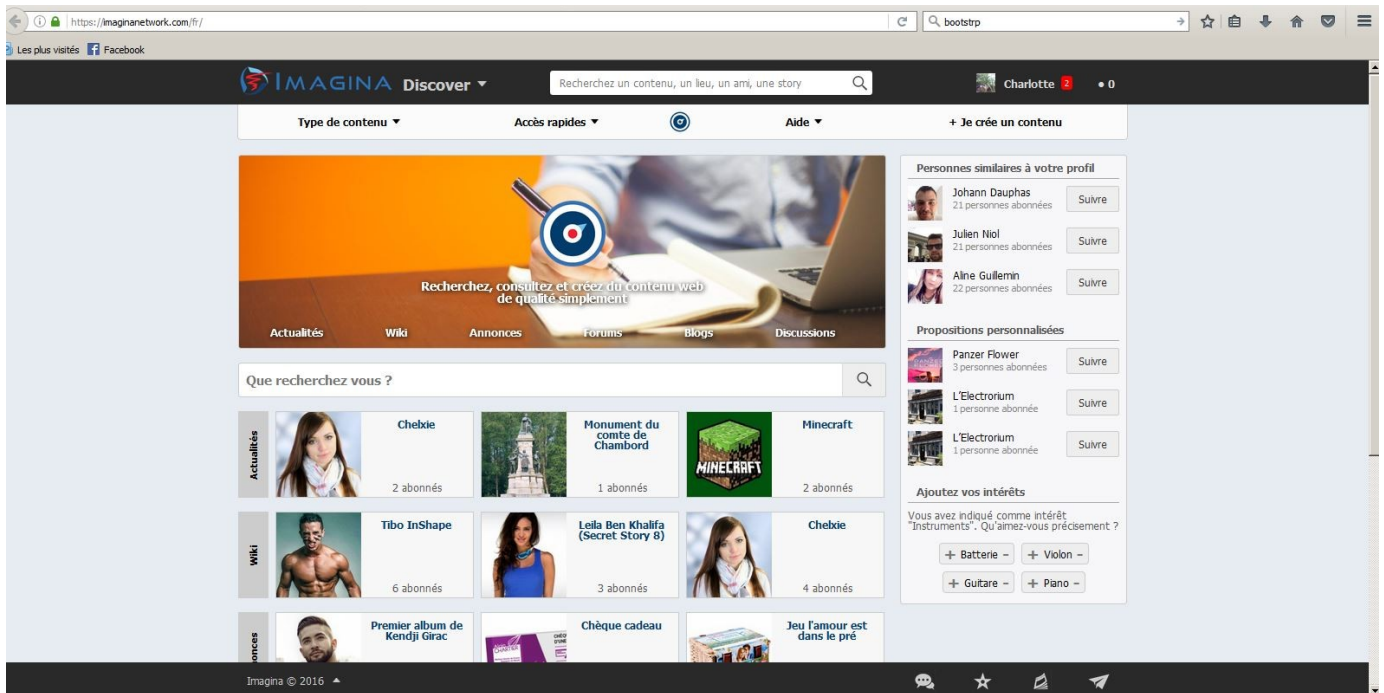 https://imaginanetwork.com/fr/
bootstrp
Les plus visités
Facebook
IMAGINA Discover
Recherchez un contenu, un lieu, un ami, une story
Charlotte 2
0
Type de contenu
Accès rapides
Aide
+ Je crée un contenu
Recherchez, consultez et créez du contenu web
de qualité simplement
Actualités Wiki Annonces Forums Blogs Discussions
Que recherchez vous ?
Actualités
Chelxie
2 abonnés
Monument du
comte de
Chambord
1 abonnés
MINECRAFT
Minecraft
2 abonnés
Wiki
Tibo InShape
6 abonnés
Leila Ben Khalifa
(Secret Story 8)
3 abonnés
Chelxie
4 abonnés
onces
Premier album de
Kendji Girac
Chèque cadeau
Jeu l'amour est
dans le pré
Personnes similaires à votre profil
Johann Dauphas
21 personnes abonnées
Suivre
Julien Niol
21 personnes abonnées
Suivre
Aline Guillemin
22 personnes abonnées
Suivre
Propositions personnalisées
Panzer Flower
3 personnes abonnées
Suivre
L'Electrorium
1 personne abonnée
Suivre
L'Electrorium
1 personne abonnée
Suivre
Ajoutez vos intérêts
Vous avez indiqué comme intérêt
"Instruments". Qu'aimez-vous précisement ?
+ Batterie –
+ Violon –
+ Guitare –
+ Piano –
Imagina © 2016